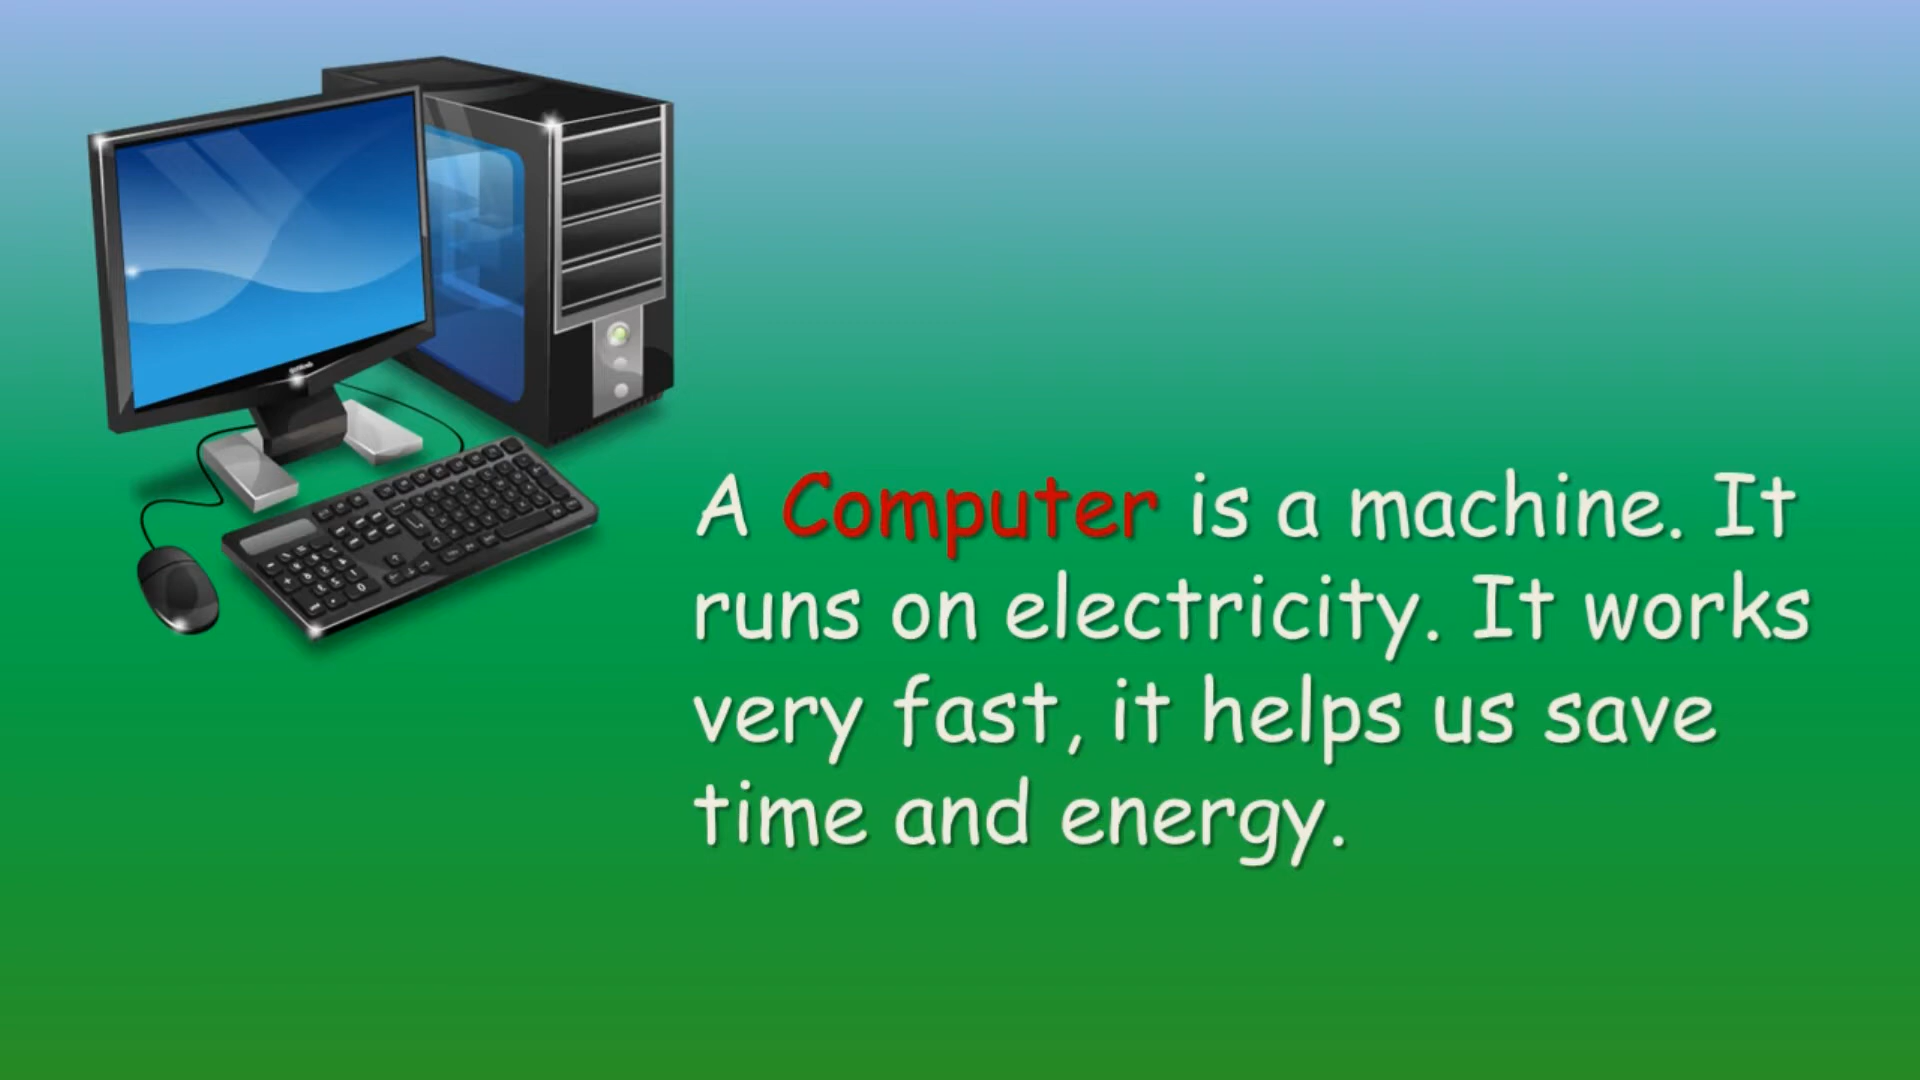 A Computer is a machine. It
runs on electricity. It works
very fast, it helps us save
time and energy.